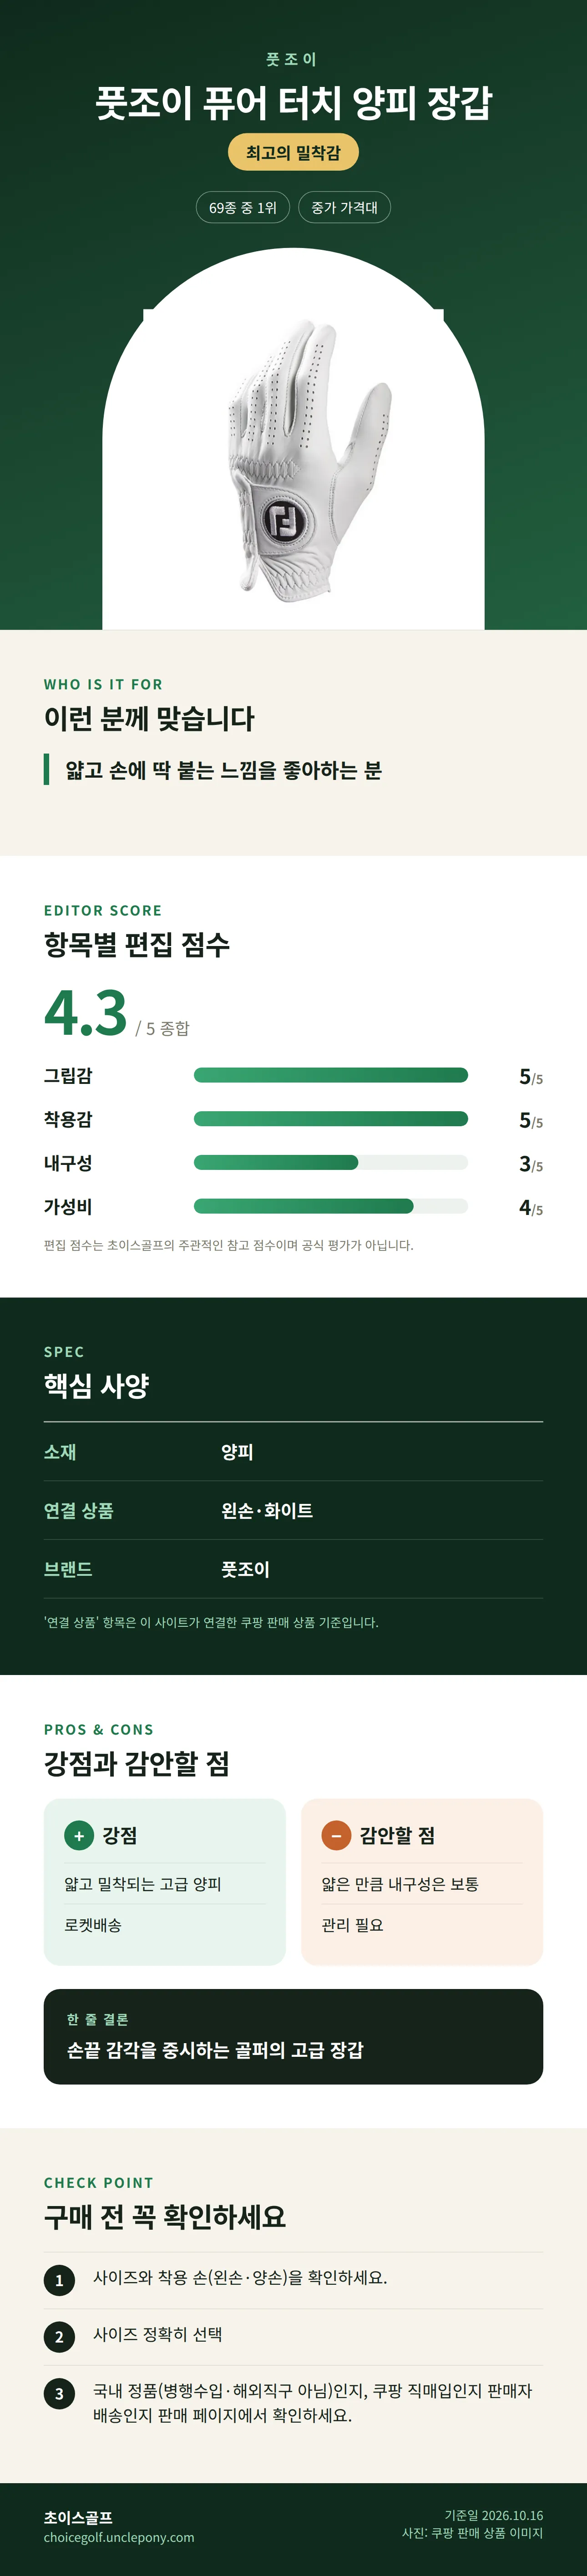 풋조이
풋조이 퓨어 터치 양피 장갑
최고의 밀착감
69종 중 1위
중가 가격대
FJ
WHO IS IT FOR
이런 분께 맞습니다
얇고 손에 딱 붙는 느낌을 좋아하는 분
EDITOR SCORE
항목별 편집 점수
4.3 / 5 종합
그립감 5/5
착용감 5/5
내구성 3/5
가성비 4/5
편집 점수는 초이스골프의 주관적인 참고 점수이며 공식 평가가 아닙니다.
SPEC
핵심 사양
소재 양피
연결 상품 왼손·화이트
브랜드 풋조이
'연결 상품' 항목은 이 사이트가 연결한 쿠팡 판매 상품 기준입니다.
PROS & CONS
강점과 감안할 점
+ 강점
얇고 밀착되는 고급 양피
로켓배송
− 감안할 점
얇은 만큼 내구성은 보통
관리 필요
한 줄 결론
손끝 감각을 중시하는 골퍼의 고급 장갑
CHECK POINT
구매 전 꼭 확인하세요
1 사이즈와 착용 손(왼손·양손)을 확인하세요.
2 사이즈 정확히 선택
3 국내 정품(병행수입·해외직구 아님)인지, 쿠팡 직매입인지 판매자
배송인지 판매 페이지에서 확인하세요.
초이스골프
choicegolf.unclepony.com
기준일 2026.10.16
사진: 쿠팡 판매 상품 이미지